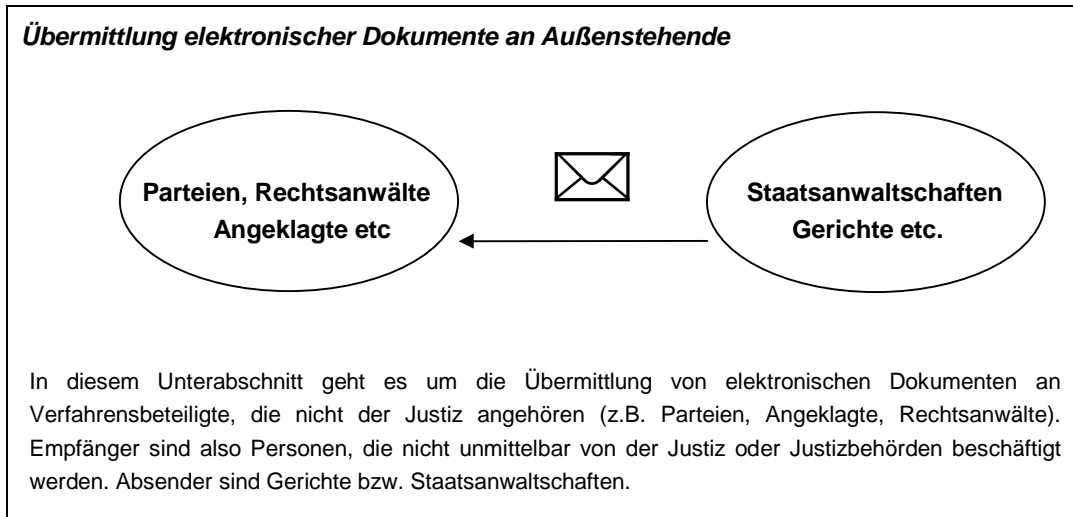 Übermittlung elektronischer Dokumente an Außenstehende
Parteien, Rechtsanwälte
Angeklagte etc
Staatsanwaltschaften
Gerichte etc.
In diesem Unterabschnitt geht es um die Übermittlung von elektronischen Dokumenten an
Verfahrensbeteiligte, die nicht der Justiz angehören (z.B. Parteien, Angeklagte, Rechtsanwälte).
Empfänger sind also Personen, die nicht unmittelbar von der Justiz oder Justizbehörden beschäftigt
werden. Absender sind Gerichte bzw. Staatsanwaltschaften.